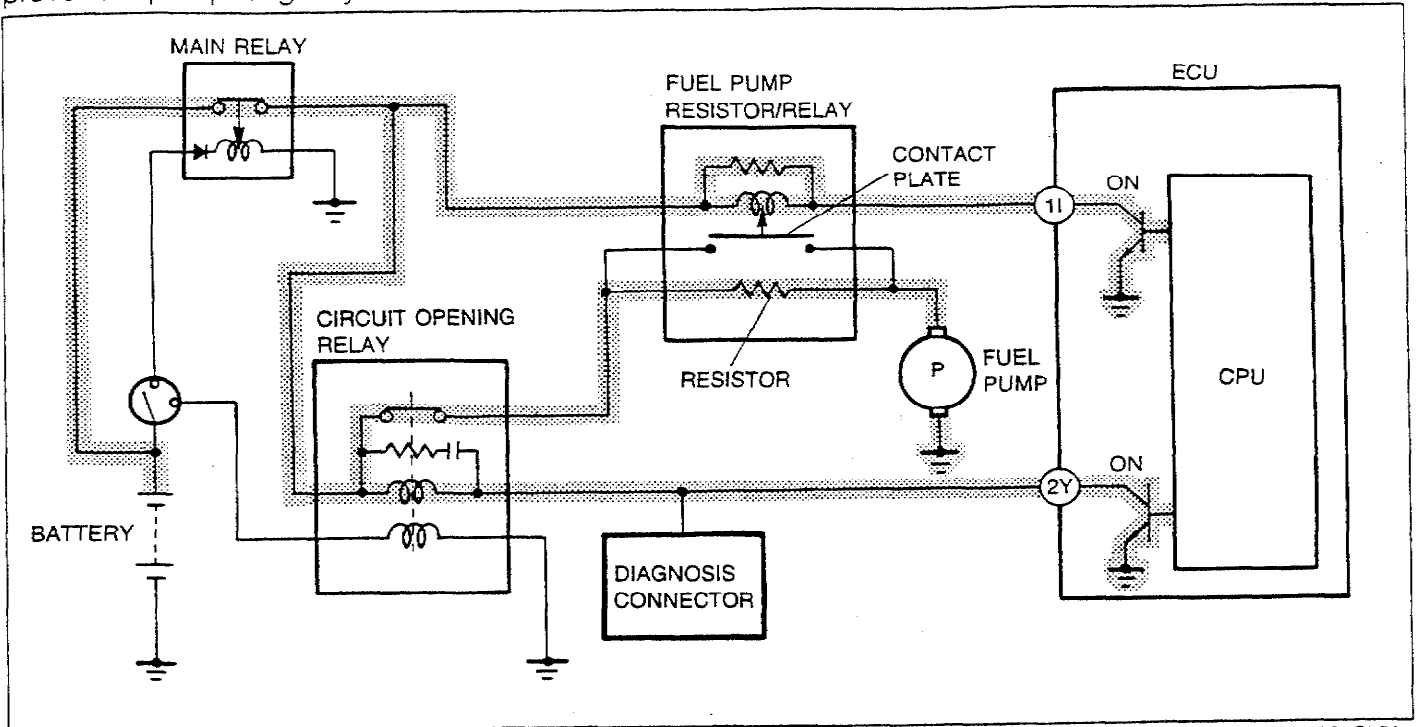 MAIN RELAY
FUEL PUMP
RESISTOR/RELAY
ECU
CONTACT
PLATE
ON
1I
CIRCUIT OPENING
RELAY
RESISTOR
P
FUEL
PUMP
CPU
ON
2Y
BATTERY
DIAGNOSIS
CONNECTOR